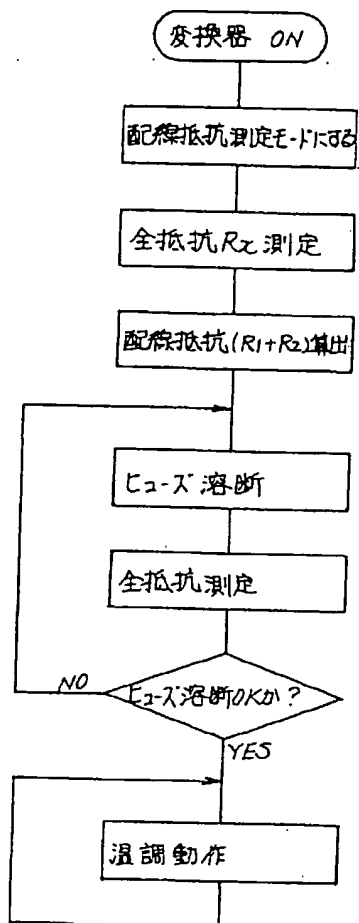 変換器 ON
配線抵抗測定モードにする
全抵抗Rx測定
配線抵抗(R1+R2)算出
ヒューズ溶断
全抵抗測定
ヒューズ溶断OKか?
NO
YES
温調動作